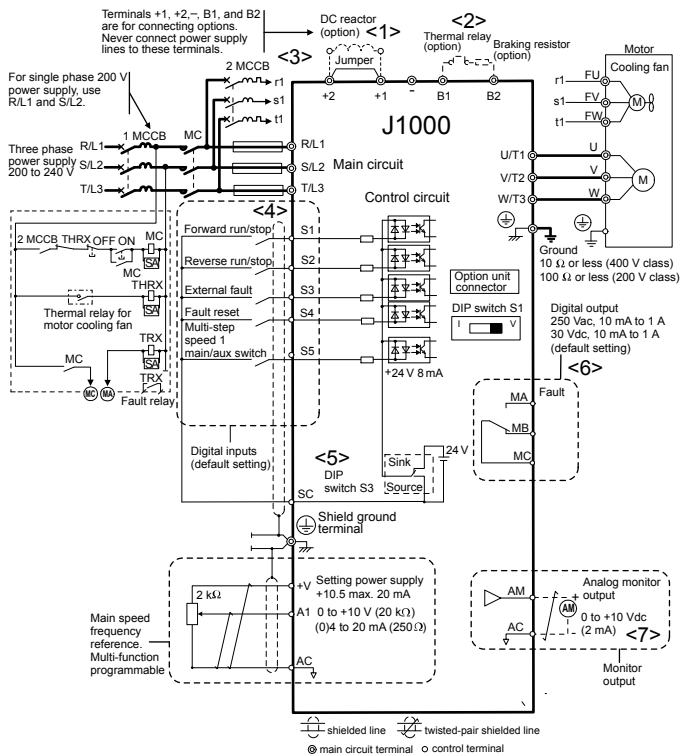 Terminals +1, +2,–, B1, and B2
are for connecting options.
Never connect power supply
lines to these terminals.
DC reactor
(option)
<1>
<2>
Thermal relay
(option)
Braking resistor
(option)
Jumper
<3>
2 MCCB
r1
s1
t1
+2
+1
–
B1
B2
Motor
Cooling fan
r1
FU
s1
FV
t1
FW
M
For single phase 200 V
power supply, use
R/L1 and S/L2.
1 MCCB
MC
J1000
Three phase
power supply
200 to 240 V
R/L1
S/L2
T/L3
R/L1
S/L2
T/L3
Main circuit
U/T1
V/T2
W/T3
U
V
W
M
Ground
10 Ω or less (400 V class)
100 Ω or less (200 V class)
<4>
Control circuit
Forward run/stop
S1
Reverse run/stop
S2
External fault
S3
Fault reset
S4
Multi-step
speed 1
main/aux switch
S5
+24 V 8 mA
Option unit
connector
DIP switch S1
I
V
2 MCCB
THRX
OFF
ON
MC
SA
MC
THRX
SA
Thermal relay for
motor cooling fan
TRX
SA
MC
TRX
MC
MA
Fault relay
Digital output
250 Vac, 10 mA to 1 A
30 Vdc, 10 mA to 1 A
(default setting)
<6>
MA
Fault
MB
MC
Digital inputs
(default setting)
<5>
DIP
switch S3
Sink
Source
24 V
SC
Shield ground
terminal
+V
Setting power supply
+10.5 max. 20 mA
2 kΩ
A1
0 to +10 V (20 kΩ)
(0)4 to 20 mA (250Ω)
AC
Main speed
frequency
reference.
Multi-function
programmable
AM
AC
+
–
AM
Analog monitor
output
0 to +10 Vdc
(2 mA)
<7>
Monitor
output
shielded line
twisted-pair shielded line
main circuit terminal
control terminal